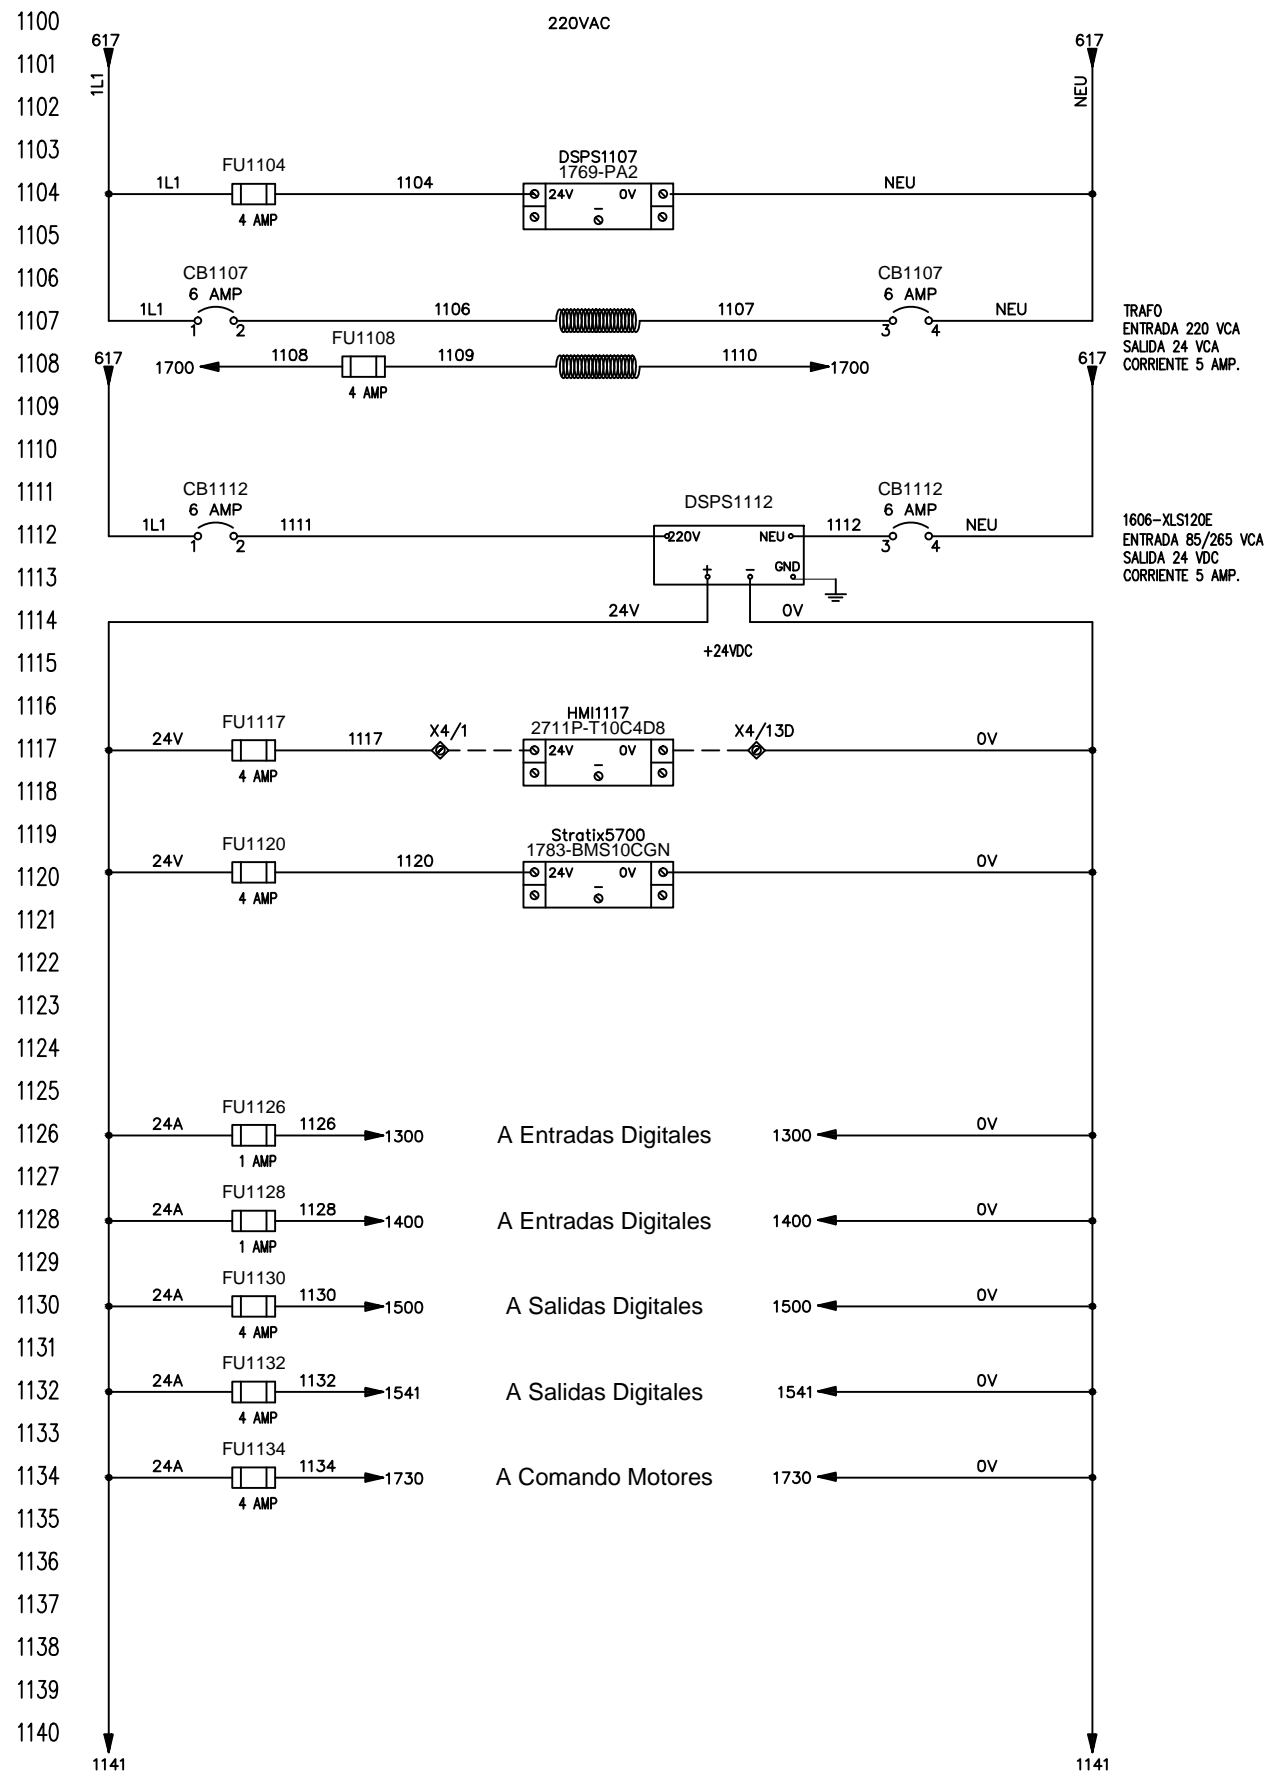 1100 220VAC
617 617
1101
1L1 NEU
1102
1103
FU1104 DSPS1107
1769-PA2
1104 1L1 1104 24V 0V NEU
4 AMP
1105
1106
CB1107 CB1107
6 AMP 6 AMP
1107 1L1 1 2 1106 1107 3 4 NEU
TRAFO
ENTRADA 220 VCA
SALIDA 24 VCA
CORRIENTE 5 AMP.
FU1108
1108 617 1700 1108 1109 1110 1700 617
4 AMP
1109
1110
1111
CB1112 DSPS1112 CB1112
6 AMP 6 AMP
1112 1L1 1 2 1111 220V NEU 1112 3 4 NEU
1606-XLS120E
ENTRADA 85/265 VCA
SALIDA 24 VDC
CORRIENTE 5 AMP.
1113 + − GND
1114 24V 0V
+24VDC
1115
1116
FU1117 HMI1117
2711P-T10C4D8
1117 24V 1117 X4/1 24V 0V X4/13D 0V
4 AMP
1118
1119
FU1120 Stratix5700
1783-BMS10CGN
1120 24V 1120 24V 0V 0V
4 AMP
1121
1122
1123
1124
1125
FU1126
1126 24A 1126 1300 A Entradas Digitales 1300 0V
1 AMP
1127
FU1128
1128 24A 1128 1400 A Entradas Digitales 1400 0V
1 AMP
1129
FU1130
1130 24A 1130 1500 A Salidas Digitales 1500 0V
4 AMP
1131
FU1132
1132 24A 1132 1541 A Salidas Digitales 1541 0V
4 AMP
1133
FU1134
1134 24A 1134 1730 A Comando Motores 1730 0V
4 AMP
1135
1136
1137
1138
1139
1140
1141 1141